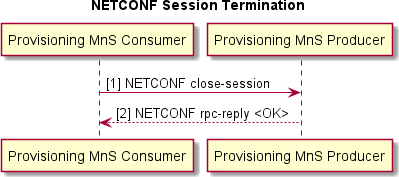 NETCONF Session Termination
Provisioning MnS Consumer Provisioning MnS Producer
[1] NETCONF close-session
[2] NETCONF rpc-reply <OK>
Provisioning MnS Consumer Provisioning MnS Producer